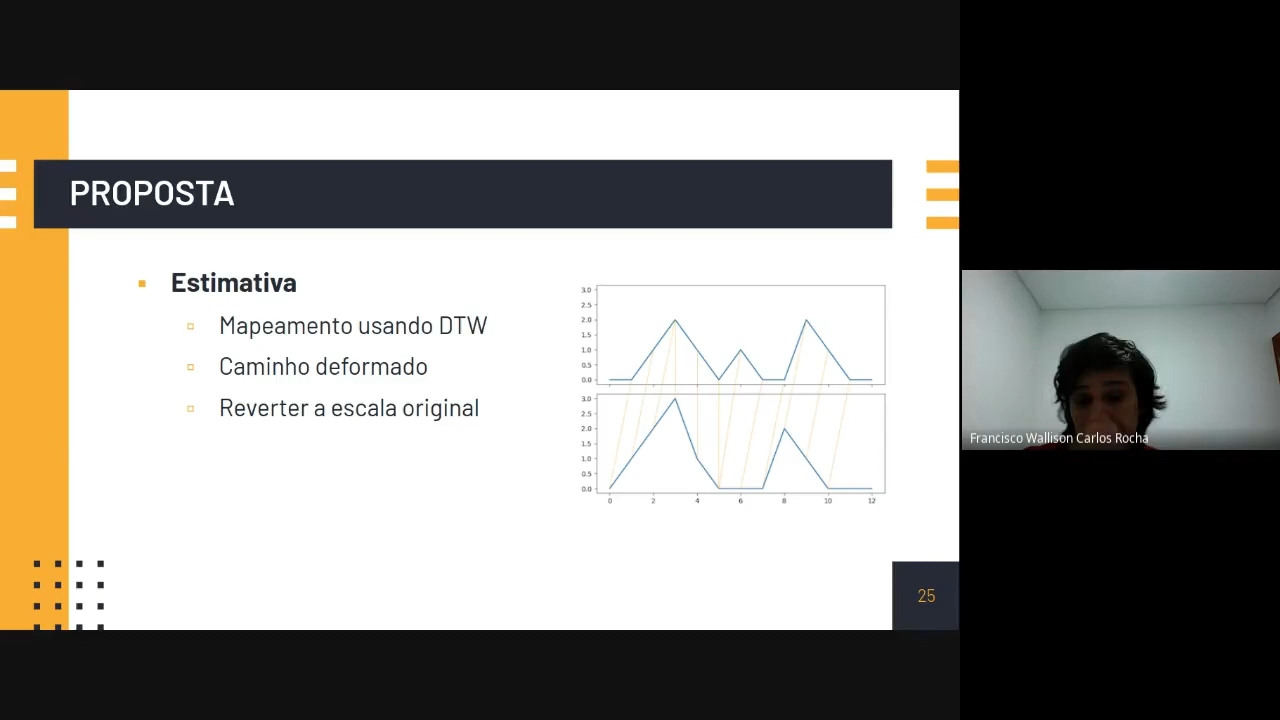 PROPOSTA
Estimativa
Mapeamento usando DTW
Caminho deformado
Reverter a escala original
3.0
2.5
2.0
1.5
1.0
0.5
0.0
3.0
2.5
2.0
1.5
1.0
0.5
0.0
0 2 4 6 8 10 12
25
Francisco Wallison Carlos Rocha